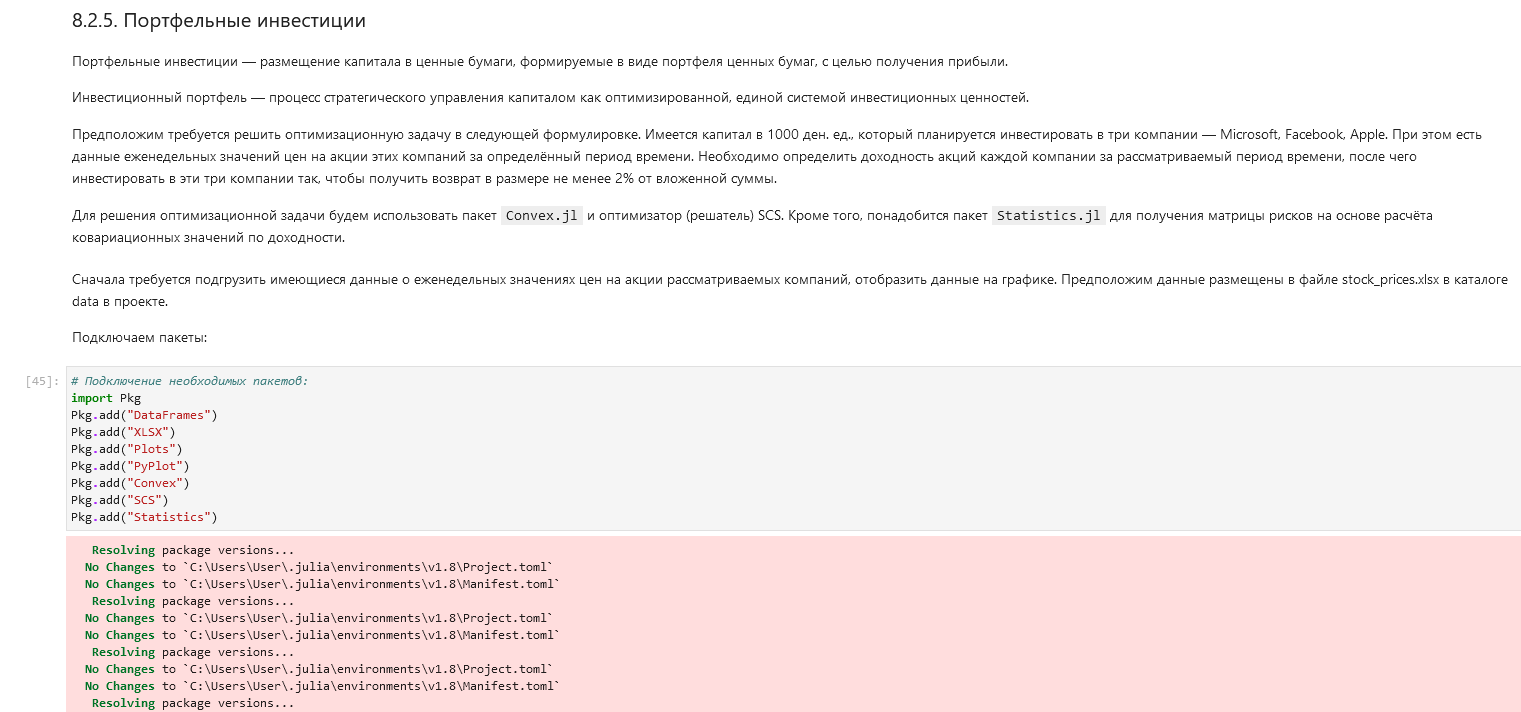 8.2.5. Портфельные инвестиции
Портфельные инвестиции — размещение капитала в ценные бумаги, формируемые в виде портфеля ценных бумаг, с целью получения прибыли.
Инвестиционный портфель — процесс стратегического управления капиталом как оптимизированной, единой системой инвестиционных ценностей.
Предположим требуется решить оптимизационную задачу в следующей формулировке. Имеется капитал в 1000 ден. ед., который планируется инвестировать в три компании — Microsoft, Facebook, Apple. При этом есть
данные еженедельных значений цен на акции этих компаний за определённый период времени. Необходимо определить доходность акций каждой компании за рассматриваемый период времени, после чего
инвестировать в эти три компании так, чтобы получить возврат в размере не менее 2% от вложенной суммы.
Для решения оптимизационной задачи будем использовать пакет Convex.jl и оптимизатор (решатель) SCS. Кроме того, понадобится пакет Statistics.jl для получения матрицы рисков на основе расчёта
ковариационных значений по доходности.
Сначала требуется подгрузить имеющиеся данные о еженедельных значениях цен на акции рассматриваемых компаний, отобразить данные на графике. Предположим данные размещены в файле stock_prices.xlsx в каталоге
data в проекте.
Подключаем пакеты:
[45]: # Подключение необходимых пакетов:
import Pkg
Pkg.add("DataFrames")
Pkg.add("XLSX")
Pkg.add("Plots")
Pkg.add("PyPlot")
Pkg.add("Convex")
Pkg.add("SCS")
Pkg.add("Statistics")
Resolving package versions...
No Changes to `C:\Users\User\.julia\environments\v1.8\Project.toml`
No Changes to `C:\Users\User\.julia\environments\v1.8\Manifest.toml`
Resolving package versions...
No Changes to `C:\Users\User\.julia\environments\v1.8\Project.toml`
No Changes to `C:\Users\User\.julia\environments\v1.8\Manifest.toml`
Resolving package versions...
No Changes to `C:\Users\User\.julia\environments\v1.8\Project.toml`
No Changes to `C:\Users\User\.julia\environments\v1.8\Manifest.toml`
Resolving package versions...